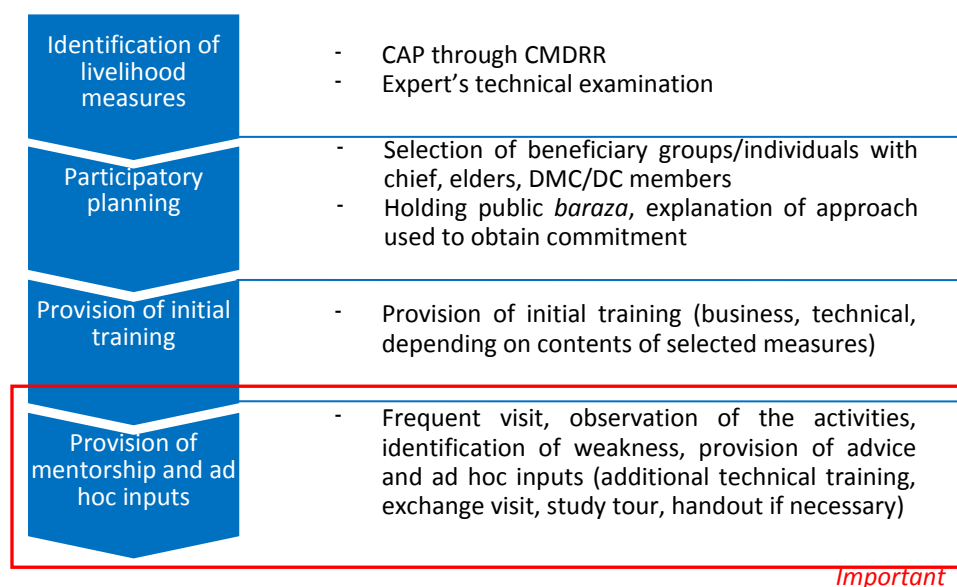 Identification of
livelihood
measures
- CAP through CMDRR
- Expert's technical examination
Participatory
planning
- Selection of beneficiary groups/individuals with
chief, elders, DMC/DC members
- Holding public baraza, explanation of approach
used to obtain commitment
Provision of initial
training
- Provision of initial training (business, technical,
depending on contents of selected measures)
Provision of
mentorship and ad
hoc inputs
- Frequent visit, observation of the activities,
identification of weakness, provision of advice
and ad hoc inputs (additional technical training,
exchange visit, study tour, handout if necessary)
Important